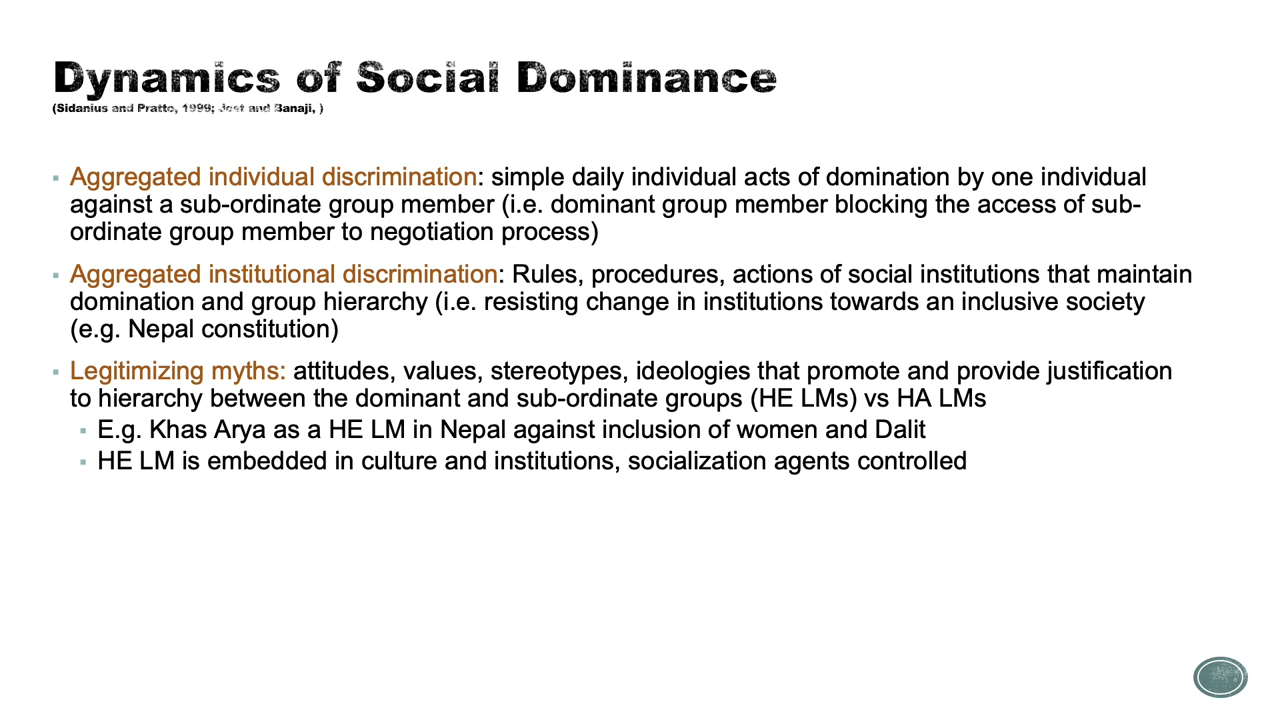 Dynamics of Social Dominance
(Sidanius and Pratto, 1999; Jost and Banaji, )
▪ Aggregated individual discrimination: simple daily individual acts of domination by one individual
against a sub-ordinate group member (i.e. dominant group member blocking the access of sub-
ordinate group member to negotiation process)
▪ Aggregated institutional discrimination: Rules, procedures, actions of social institutions that maintain
domination and group hierarchy (i.e. resisting change in institutions towards an inclusive society
(e.g. Nepal constitution)
▪ Legitimizing myths: attitudes, values, stereotypes, ideologies that promote and provide justification
to hierarchy between the dominant and sub-ordinate groups (HE LMs) vs HA LMs
▪ E.g. Khas Arya as a HE LM in Nepal against inclusion of women and Dalit
▪ HE LM is embedded in culture and institutions, socialization agents controlled